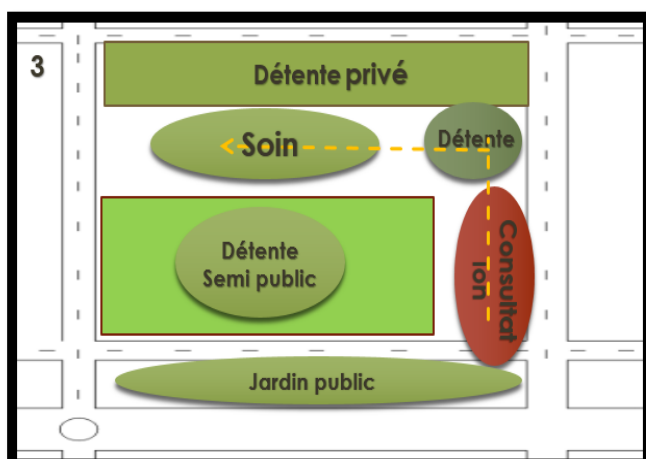 3
Détente privé
Soin
Détente
Détente
Semi public
Consultat
ion
Jardin public